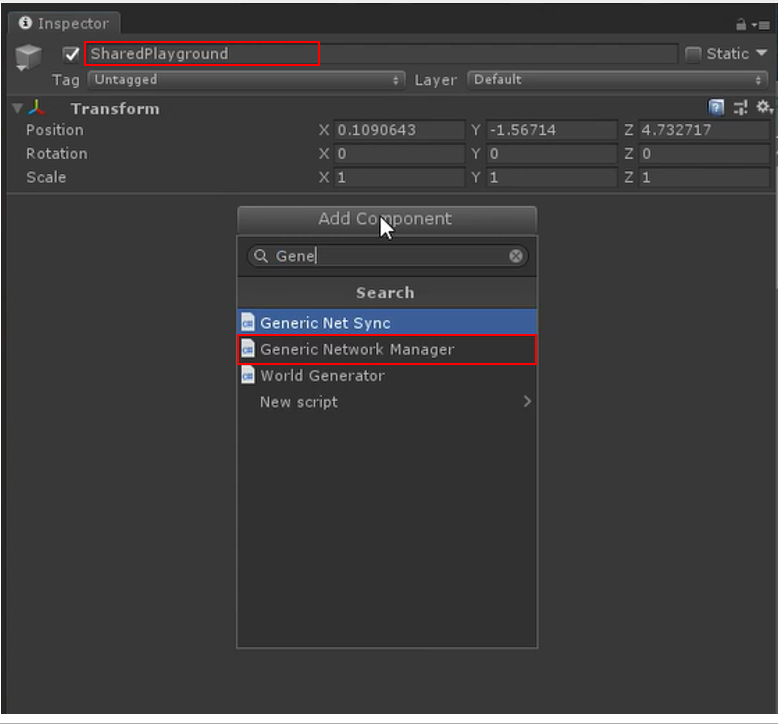 Inspector
SharedPlayground Static
Tag Untagged Layer Default
Transform
Position X 0.1090643 Y -1.56714 Z 4.732717
Rotation X 0 Y 0 Z 0
Scale X 1 Y 1 Z 1
Add Component
Gene
Search
Generic Net Sync
Generic Network Manager
World Generator
New script